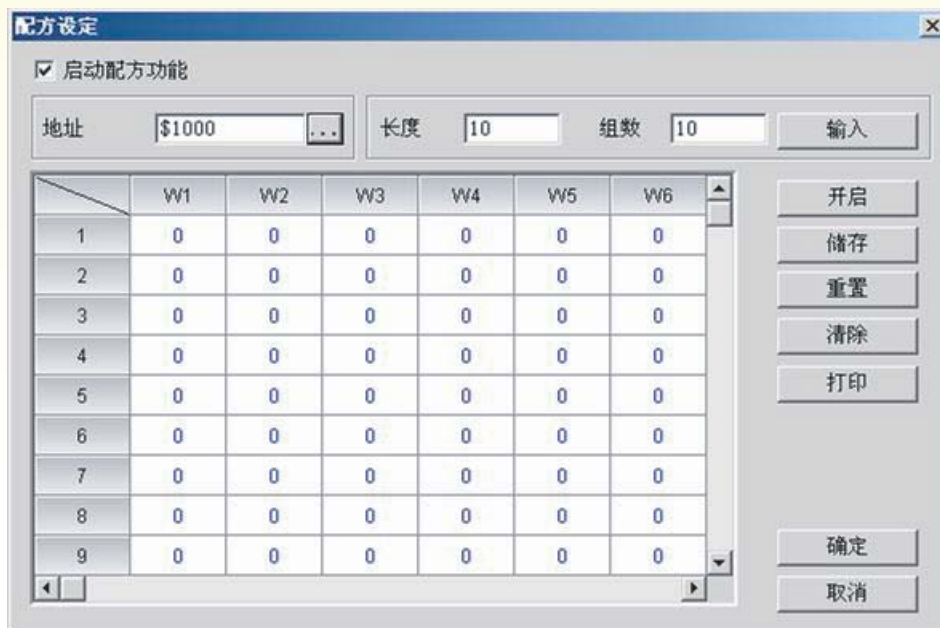 配方设定
启动配方功能
地址 $1000 ... 长度 10 组数 10 输入
W1 W2 W3 W4 W5 W6
1 0 0 0 0 0 0
2 0 0 0 0 0 0
3 0 0 0 0 0 0
4 0 0 0 0 0 0
5 0 0 0 0 0 0
6 0 0 0 0 0 0
7 0 0 0 0 0 0
8 0 0 0 0 0 0
9 0 0 0 0 0 0
开启
储存
重置
清除
打印
确定
取消